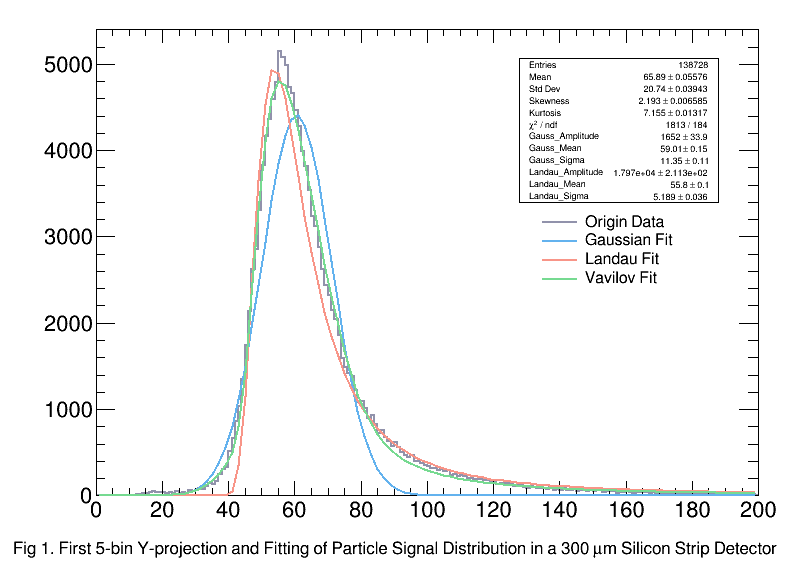 5000
4000
3000
2000
1000
0
0 20 40 60 80 100 120 140 160 180 200
Entries 138728
Mean 65.89 ± 0.05576
Std Dev 20.74 ± 0.03943
Skewness 2.193 ± 0.006585
Kurtosis 7.155 ± 0.01317
χ² / ndf 1813 / 184
Gauss_Amplitude 1652 ± 33.9
Gauss_Mean 59.01 ± 0.15
Gauss_Sigma 11.35 ± 0.11
Landau_Amplitude 1.797e+04 ± 2.113e+02
Landau_Mean 55.8 ± 0.1
Landau_Sigma 5.189 ± 0.036
Origin Data
Gaussian Fit
Landau Fit
Vavilov Fit
Fig 1. First 5-bin Y-projection and Fitting of Particle Signal Distribution in a 300 μm Silicon Strip Detector